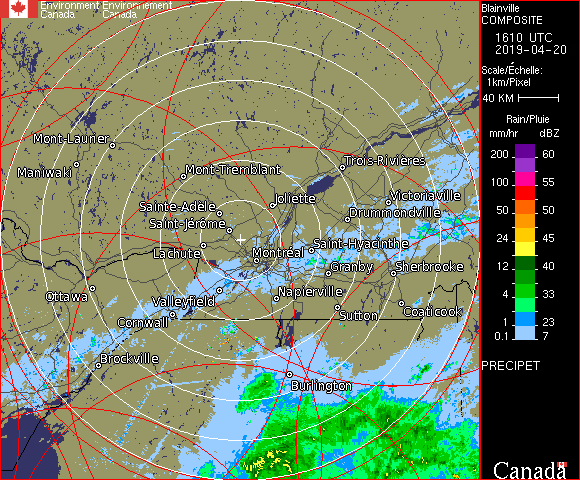 Environment Environnement
Canada Canada
Blainville
COMPOSITE
1610 UTC
2019-04-20
Scale/Échelle:
1km/Pixel
40 KM
Rain/Pluie
mm/hr dBZ
200 60
100 55
50 50
24 45
12 40
4 33
1 23
0.1 7
PRECIPET
Mont-Laurier
Maniwaki
Mont-Tremblant
Trois-Rivières
Joliette
Victoriaville
Sainte-Adele
Drummondville
Saint-Jérôme
Saint-Hyacinthe
Lachute
Montréal
Granby
Sherbrooke
Ottawa
Valleyfield
Napierville
Coaticook
Cornwall
Sutton
Brockville
Burlington
Canada